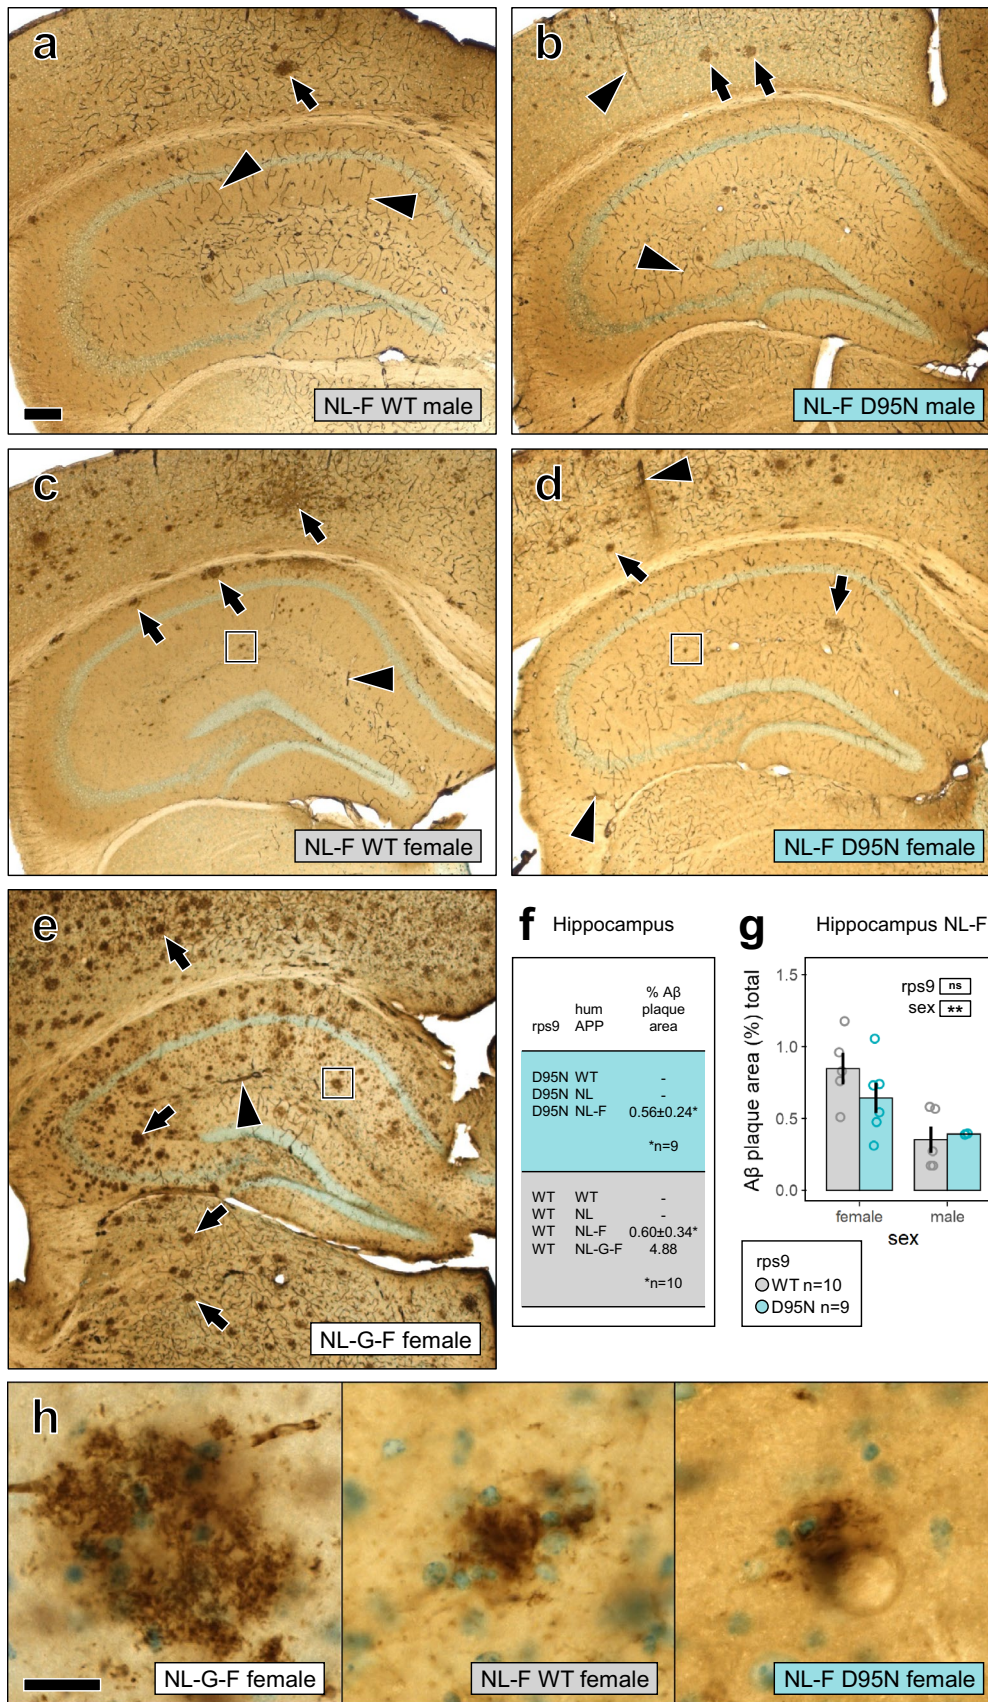 a
NL-F WT male
b
NL-F D95N male
c
NL-F WT female
d
NL-F D95N female
e
NL-G-F female
f Hippocampus
rps9 hum APP % Aβ plaque area
D95N WT -
D95N NL -
D95N NL-F 0.56±0.24*
*n=9
WT WT -
WT NL -
WT NL-F 0.60±0.34*
WT NL-G-F 4.88
*n=10
g Hippocampus NL-F
Aβ plaque area (%) total
1.5
1.0
0.5
0.0
rps9 ns
sex **
female male
sex
rps9
WT n=10
D95N n=9
h
NL-G-F female
NL-F WT female
NL-F D95N female